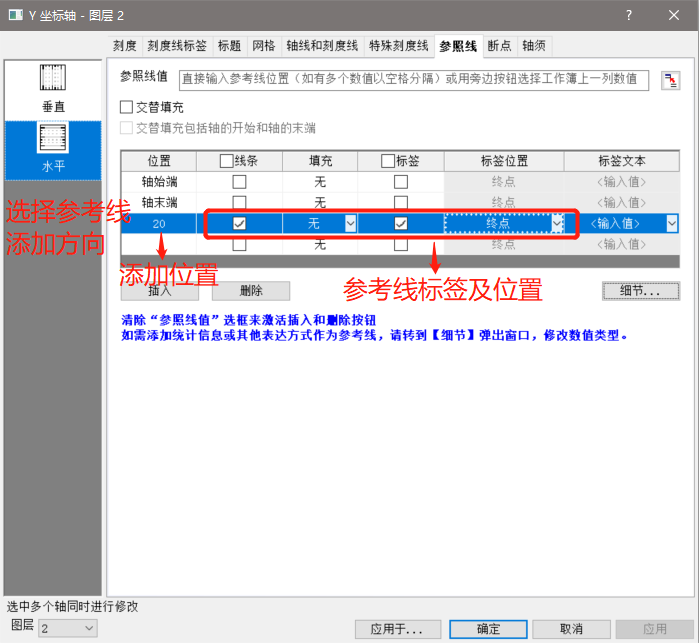 Y 坐标轴 - 图层 2
? ×
刻度 刻度线标签 标题 网格 轴线和刻度线 特殊刻度线 参照线 断点 轴须
垂直
水平
参照线值 直接输入参考线位置（如有多个数值以空格分隔）或用旁边按钮选择工作簿上一列数值
交替填充
交替填充包括轴的开始和轴的末端
位置 线条 填充 标签 标签位置 标签文本
轴始端 无 终点 <输入值>
轴末端 无 终点 <输入值>
20 无 终点 <输入值>
无 终点 <输入值>
选择参考线
添加方向
添加位置
参考线标签及位置
插入 删除 细节...
清除“参照线值”选框来激活插入和删除按钮
如需添加统计信息或其他表达方式作为参考线，请转到【细节】弹出窗口，修改数值类型。
选中多个轴同时进行修改
图层 2
应用于... 确定 取消 应用